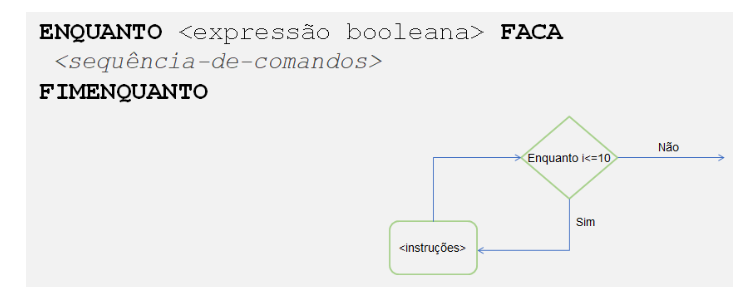 ENQUANTO <expressão booleana> FACA
<sequência-de-comandos>
FIMENQUANTO
Enquanto i<=10
Não
Sim
<instruções>